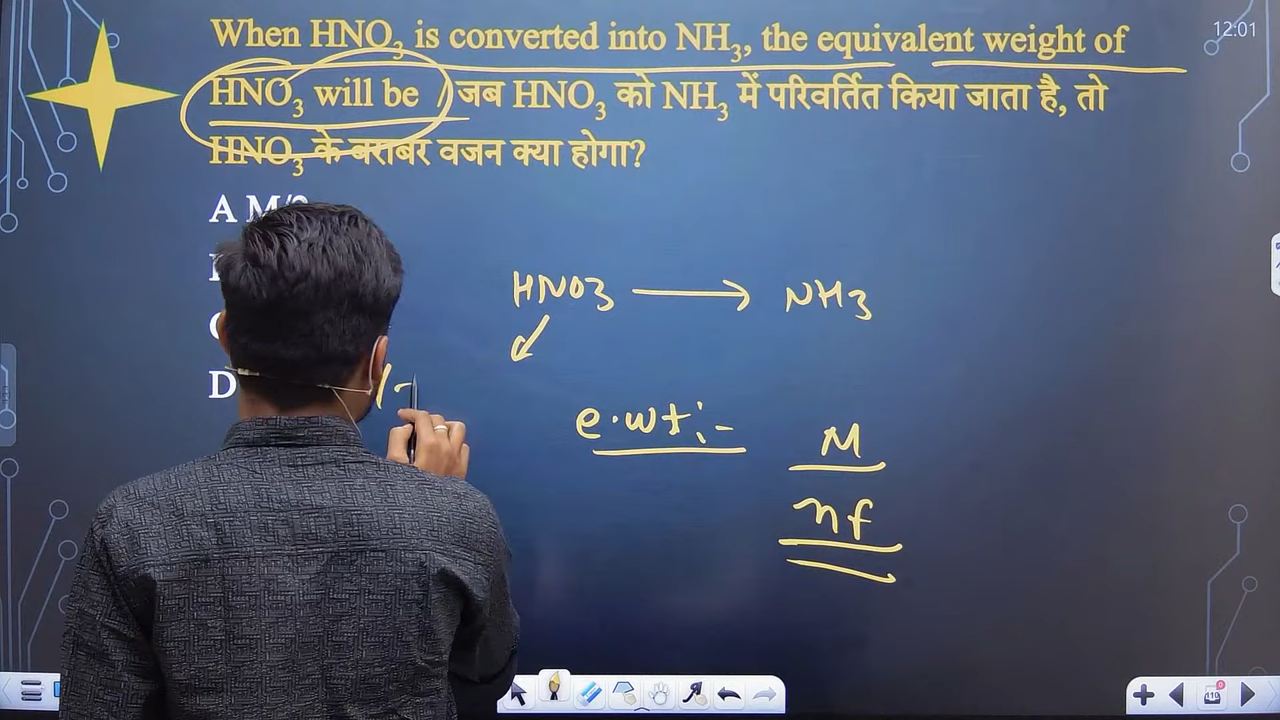 When HNO₃ is converted into NH₃, the equivalent weight of
HNO₃ will be / जब HNO₃ को NH₃ में परिवर्तित किया जाता है, तो
HNO₃ के बराबर वजन क्या होगा?
A M/2
D
HNO3 → NH3
e.wt:-
M
nf
12:01